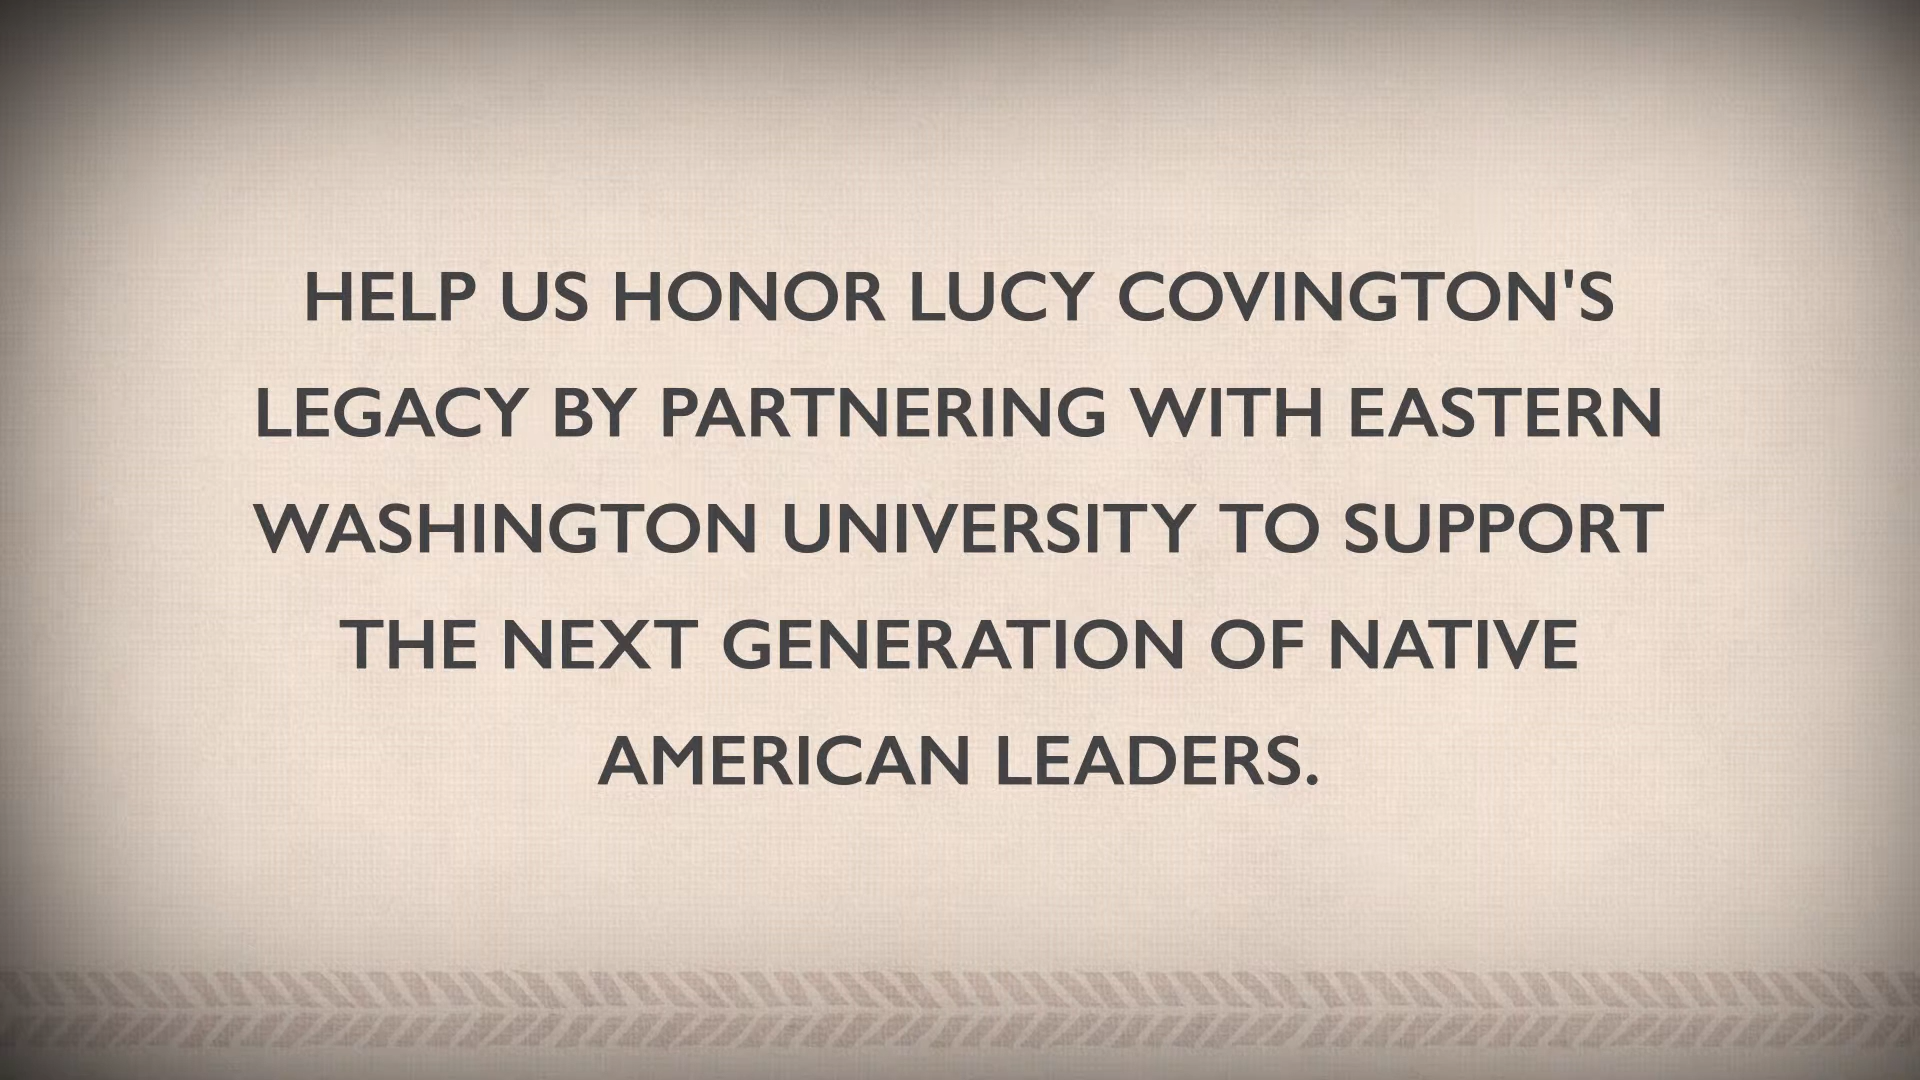 HELP US HONOR LUCY COVINGTON'S
LEGACY BY PARTNERING WITH EASTERN
WASHINGTON UNIVERSITY TO SUPPORT
THE NEXT GENERATION OF NATIVE
AMERICAN LEADERS.